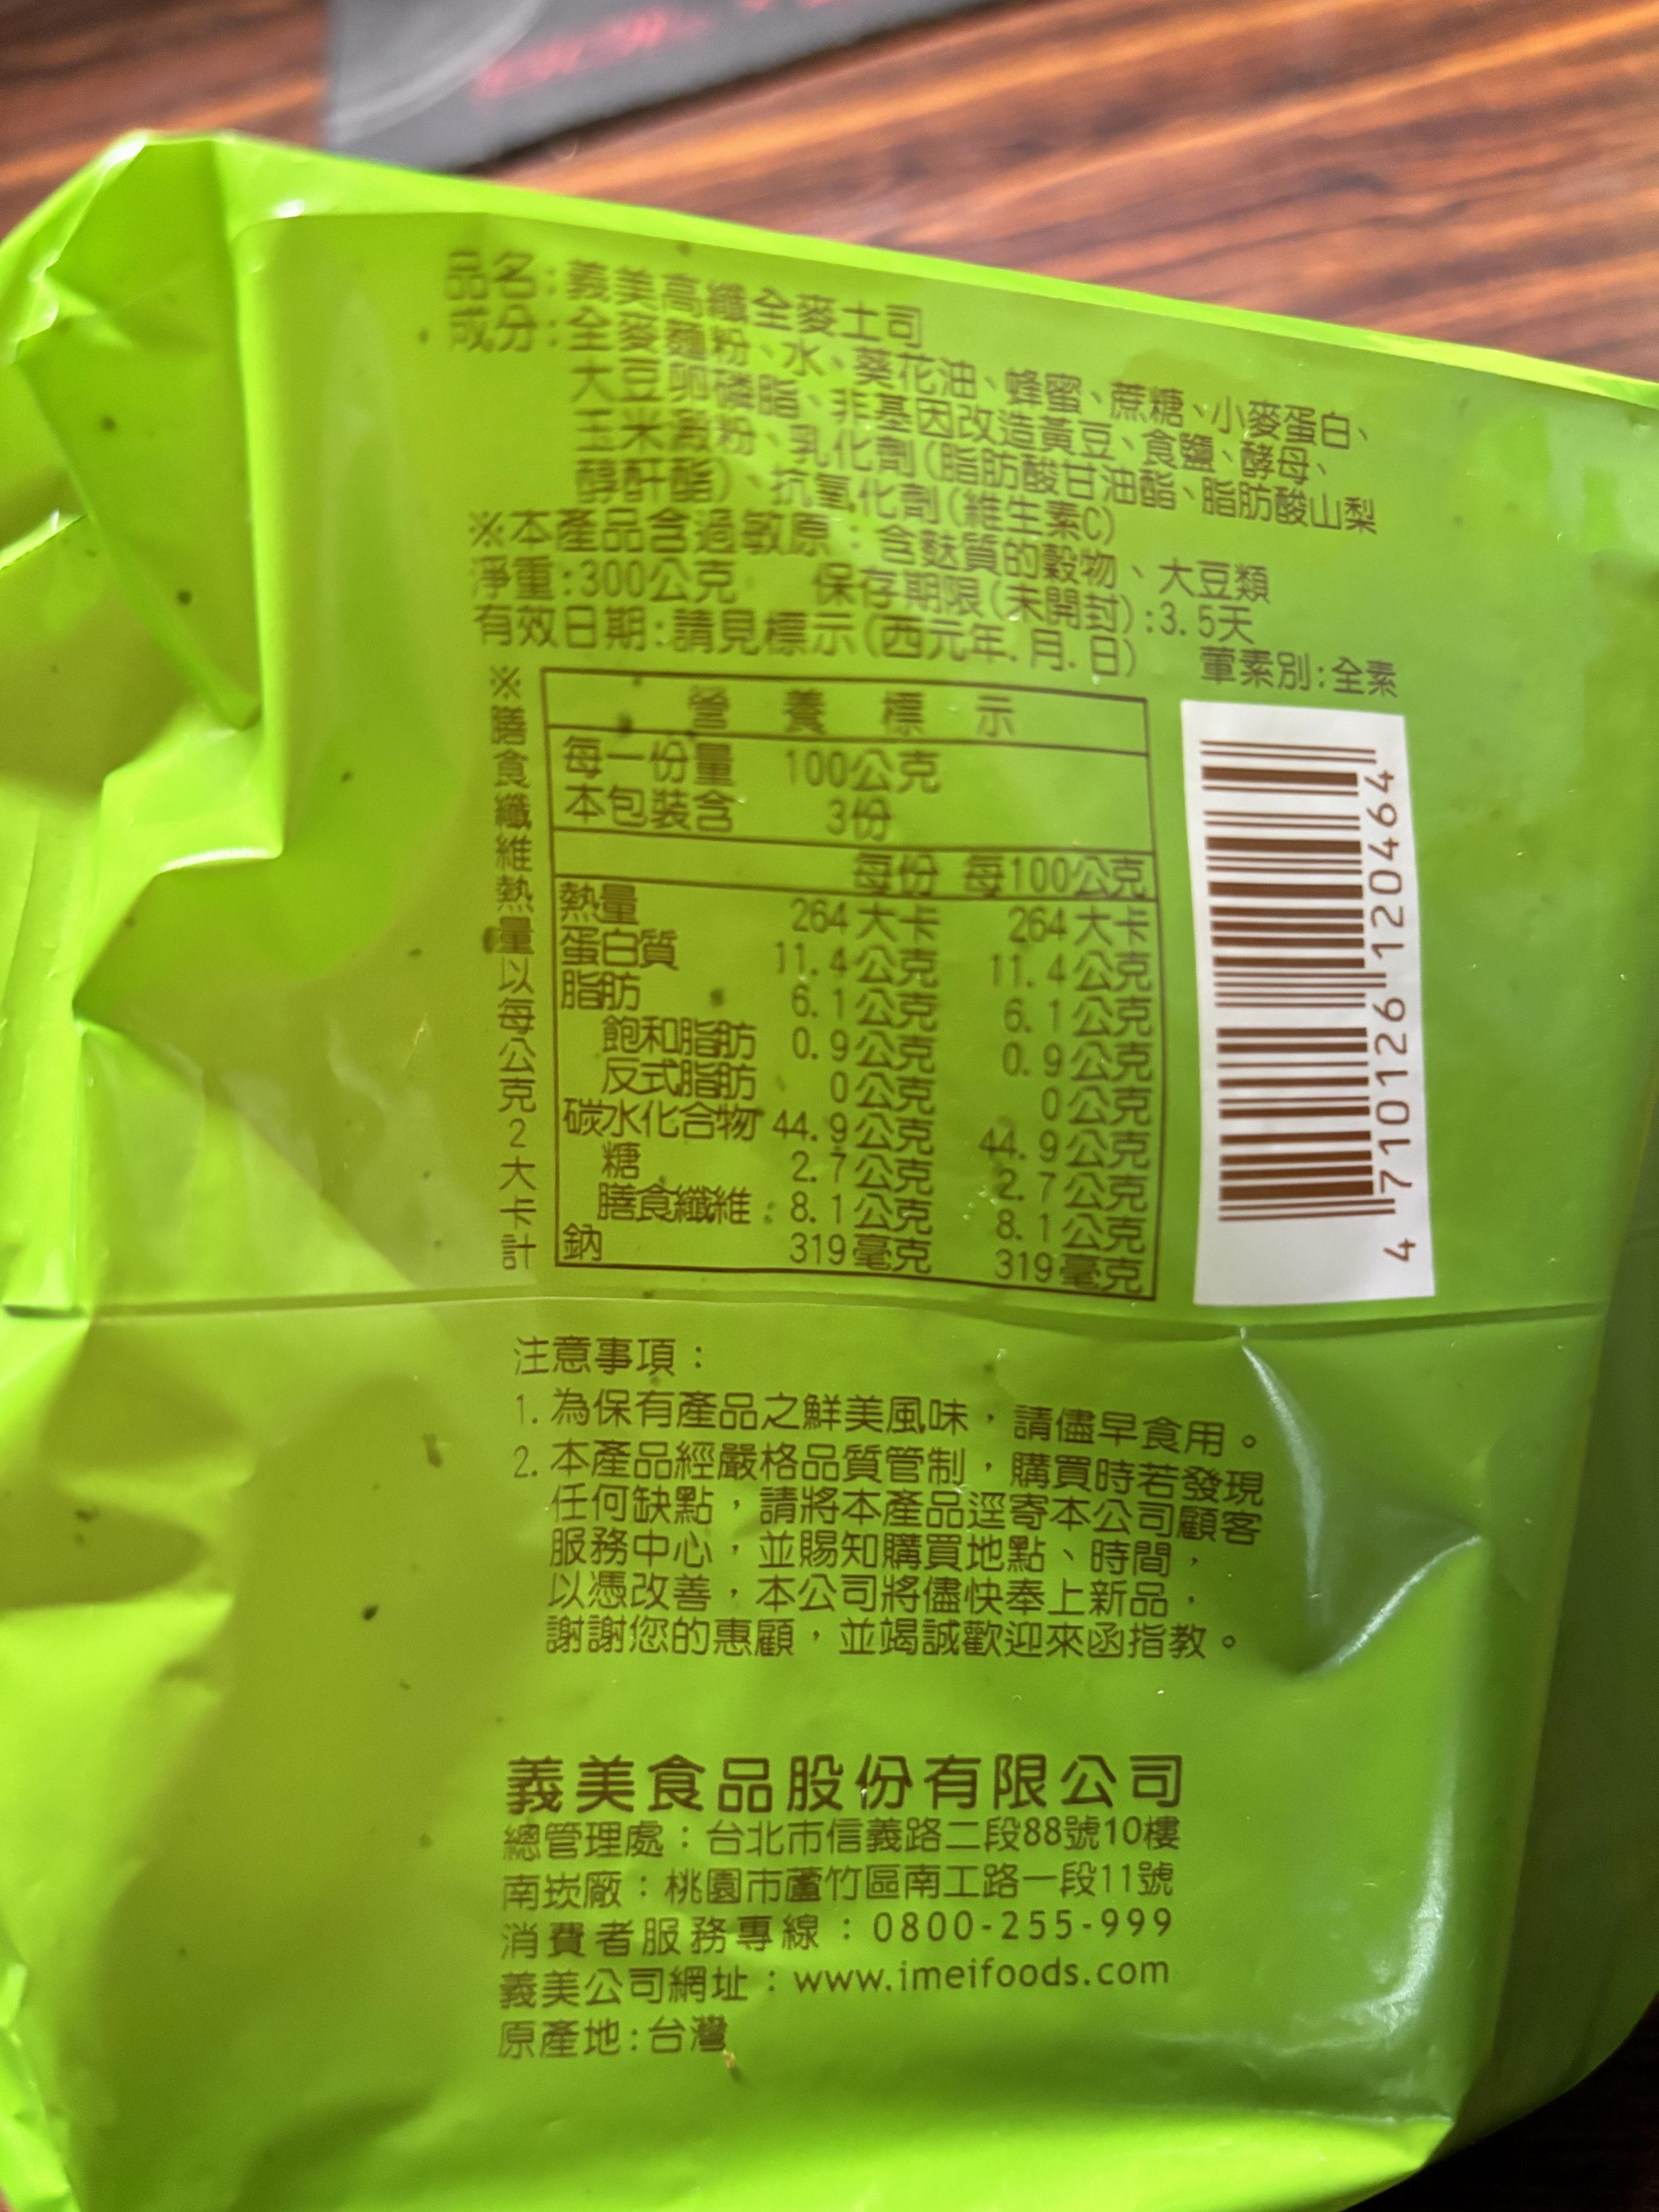 品名:義美高纖全麥土司
成分:全麥麵粉、水、葵花油、蜂蜜、蔗糖、小麥蛋白、
大豆卵磷脂、非基因改造黃豆、食鹽、酵母、
玉米澱粉、乳化劑(脂肪酸甘油酯、脂肪酸山梨
醇酐酯)、抗氧化劑(維生素C)
※本產品含過敏原:含麩質的穀物、大豆類
淨重:300公克 保存期限(未開封):3.5天
有效日期:請見標示(西元年.月.日) 葷素別:全素
※膳食纖維熱量以每公克2大卡計
營養標示
每一份量 100公克
本包裝含 3份
每份 每100公克
熱量 264大卡 264大卡
蛋白質 11.4公克 11.4公克
脂肪 6.1公克 6.1公克
飽和脂肪 0.9公克 0.9公克
反式脂肪 0公克 0公克
碳水化合物 44.9公克 44.9公克
糖 2.7公克 2.7公克
膳食纖維 8.1公克 8.1公克
鈉 319毫克 319毫克
4 710126 120464
注意事項:
1. 為保有產品之鮮美風味,請儘早食用。
2. 本產品經嚴格品質管制,購買時若發現
任何缺點,請將本產品逕寄本公司顧客
服務中心,並賜知購買地點、時間,
以憑改善,本公司將儘快奉上新品,
謝謝您的惠顧,並竭誠歡迎來函指教。
義美食品股份有限公司
總管理處:台北市信義路二段88號10樓
南崁廠:桃園市蘆竹區南工路一段11號
消費者服務專線:0800-255-999
義美公司網址:www.imeifoods.com
原產地:台灣